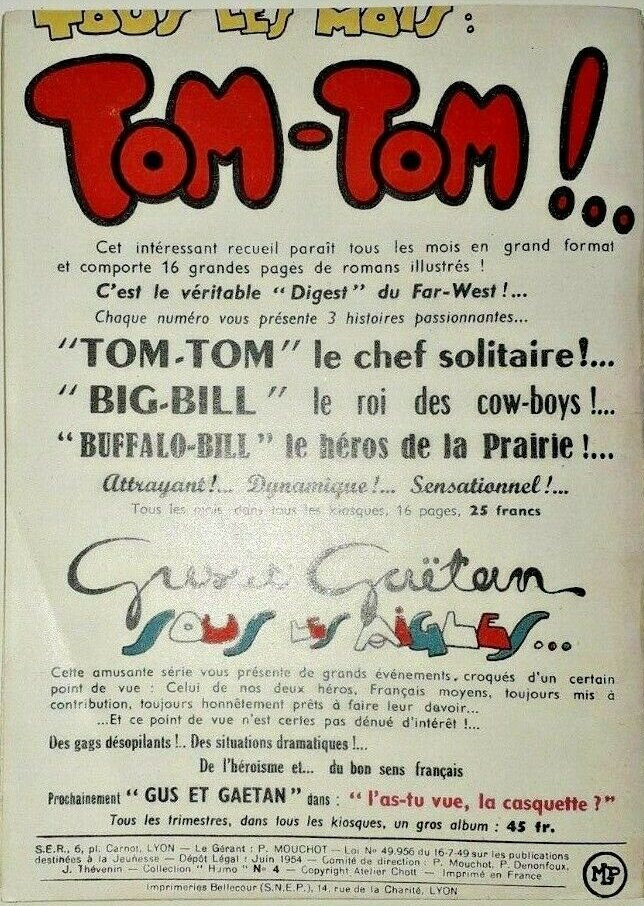 TOUS LES MOIS :
TOM-TOM !...
Cet intéressant recueil paraît tous les mois en grand format
et comporte 16 grandes pages de romans illustrés !
C'est le véritable "Digest" du Far-West !...
Chaque numéro vous présente 3 histoires passionnantes...
"TOM-TOM" le chef solitaire !...
"BIG-BILL" le roi des cow-boys !...
"BUFFALO-BILL" le héros de la Prairie !...
Attrayant !... Dynamique !... Sensationnel !...
Tous les mois dans tous les kiosques, 16 pages, 25 francs
Gus et Gaëtan
SOUS LES AIGLES...
Cette amusante série vous présente de grands événements, croqués d'un certain
point de vue : Celui de nos deux héros, Français moyens, toujours mis à
contribution, toujours honnêtement prêts à faire leur devoir...
...Et ce point de vue n'est certes pas dénué d'intérêt !...
Des gags désopilants !.. Des situations dramatiques !...
De l'héroïsme et... du bon sens français
Prochainement "GUS ET GAETAN" dans : "l'as-tu vue, la casquette ?"
Tous les trimestres, dans tous les kiosques, un gros album : 45 fr.
S.E.R., 6, pl. Carnot, LYON — Le Gérant : P. MOUCHOT — Loi No 49.956 du 16-7-49 sur les publications
destinées à la Jeunesse — Dépôt Légal : Juin 1954 — Comité de direction : P. Mouchot, P. Denonfoux,
J. Thévenin — Collection "Humo" No 4 — Copyright Atelier Chott — Imprimé en France
Imprimeries Bellecour (S.N.E.P.), 14, rue de la Charité, LYON